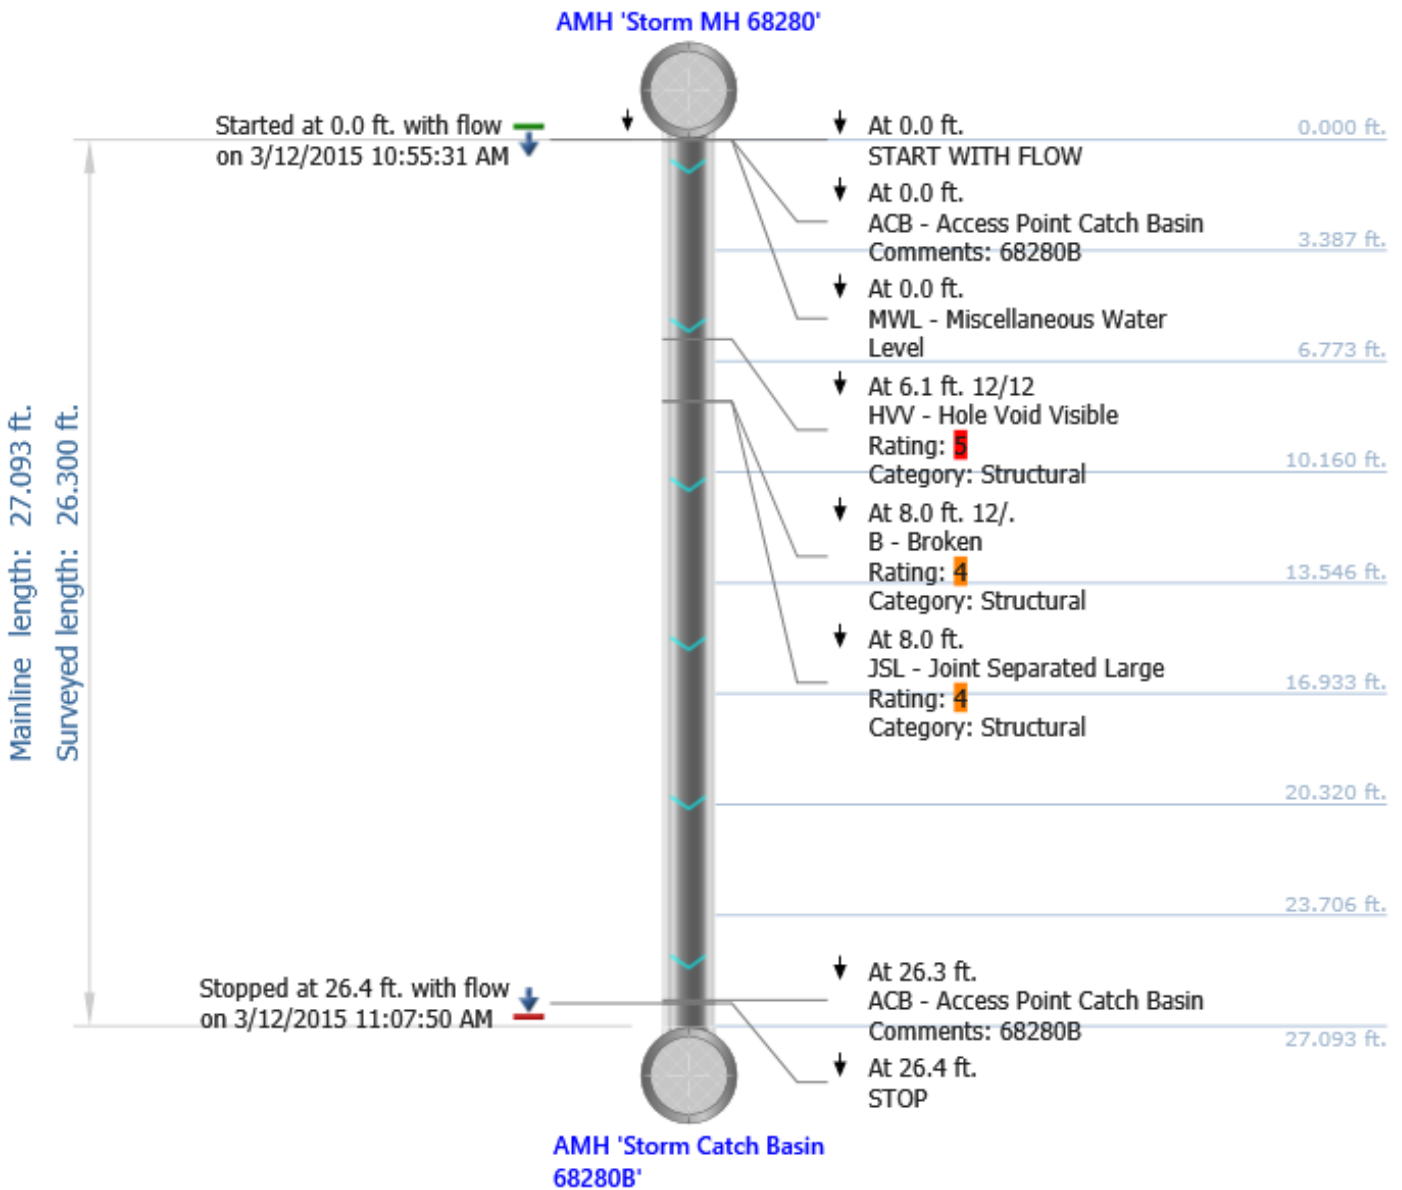 AMH 'Storm MH 68280'
Started at 0.0 ft. with flow
on 3/12/2015 10:55:31 AM
At 0.0 ft.
START WITH FLOW
0.000 ft.
At 0.0 ft.
ACB - Access Point Catch Basin
Comments: 68280B
3.387 ft.
At 0.0 ft.
MWL - Miscellaneous Water
Level
6.773 ft.
At 6.1 ft. 12/12
HVV - Hole Void Visible
Rating: 5
Category: Structural
10.160 ft.
At 8.0 ft. 12/.
B - Broken
Rating: 4
Category: Structural
13.546 ft.
At 8.0 ft.
JSL - Joint Separated Large
Rating: 4
Category: Structural
16.933 ft.
20.320 ft.
23.706 ft.
Mainline length: 27.093 ft.
Surveyed length: 26.300 ft.
Stopped at 26.4 ft. with flow
on 3/12/2015 11:07:50 AM
At 26.3 ft.
ACB - Access Point Catch Basin
Comments: 68280B
27.093 ft.
At 26.4 ft.
STOP
AMH 'Storm Catch Basin
68280B'